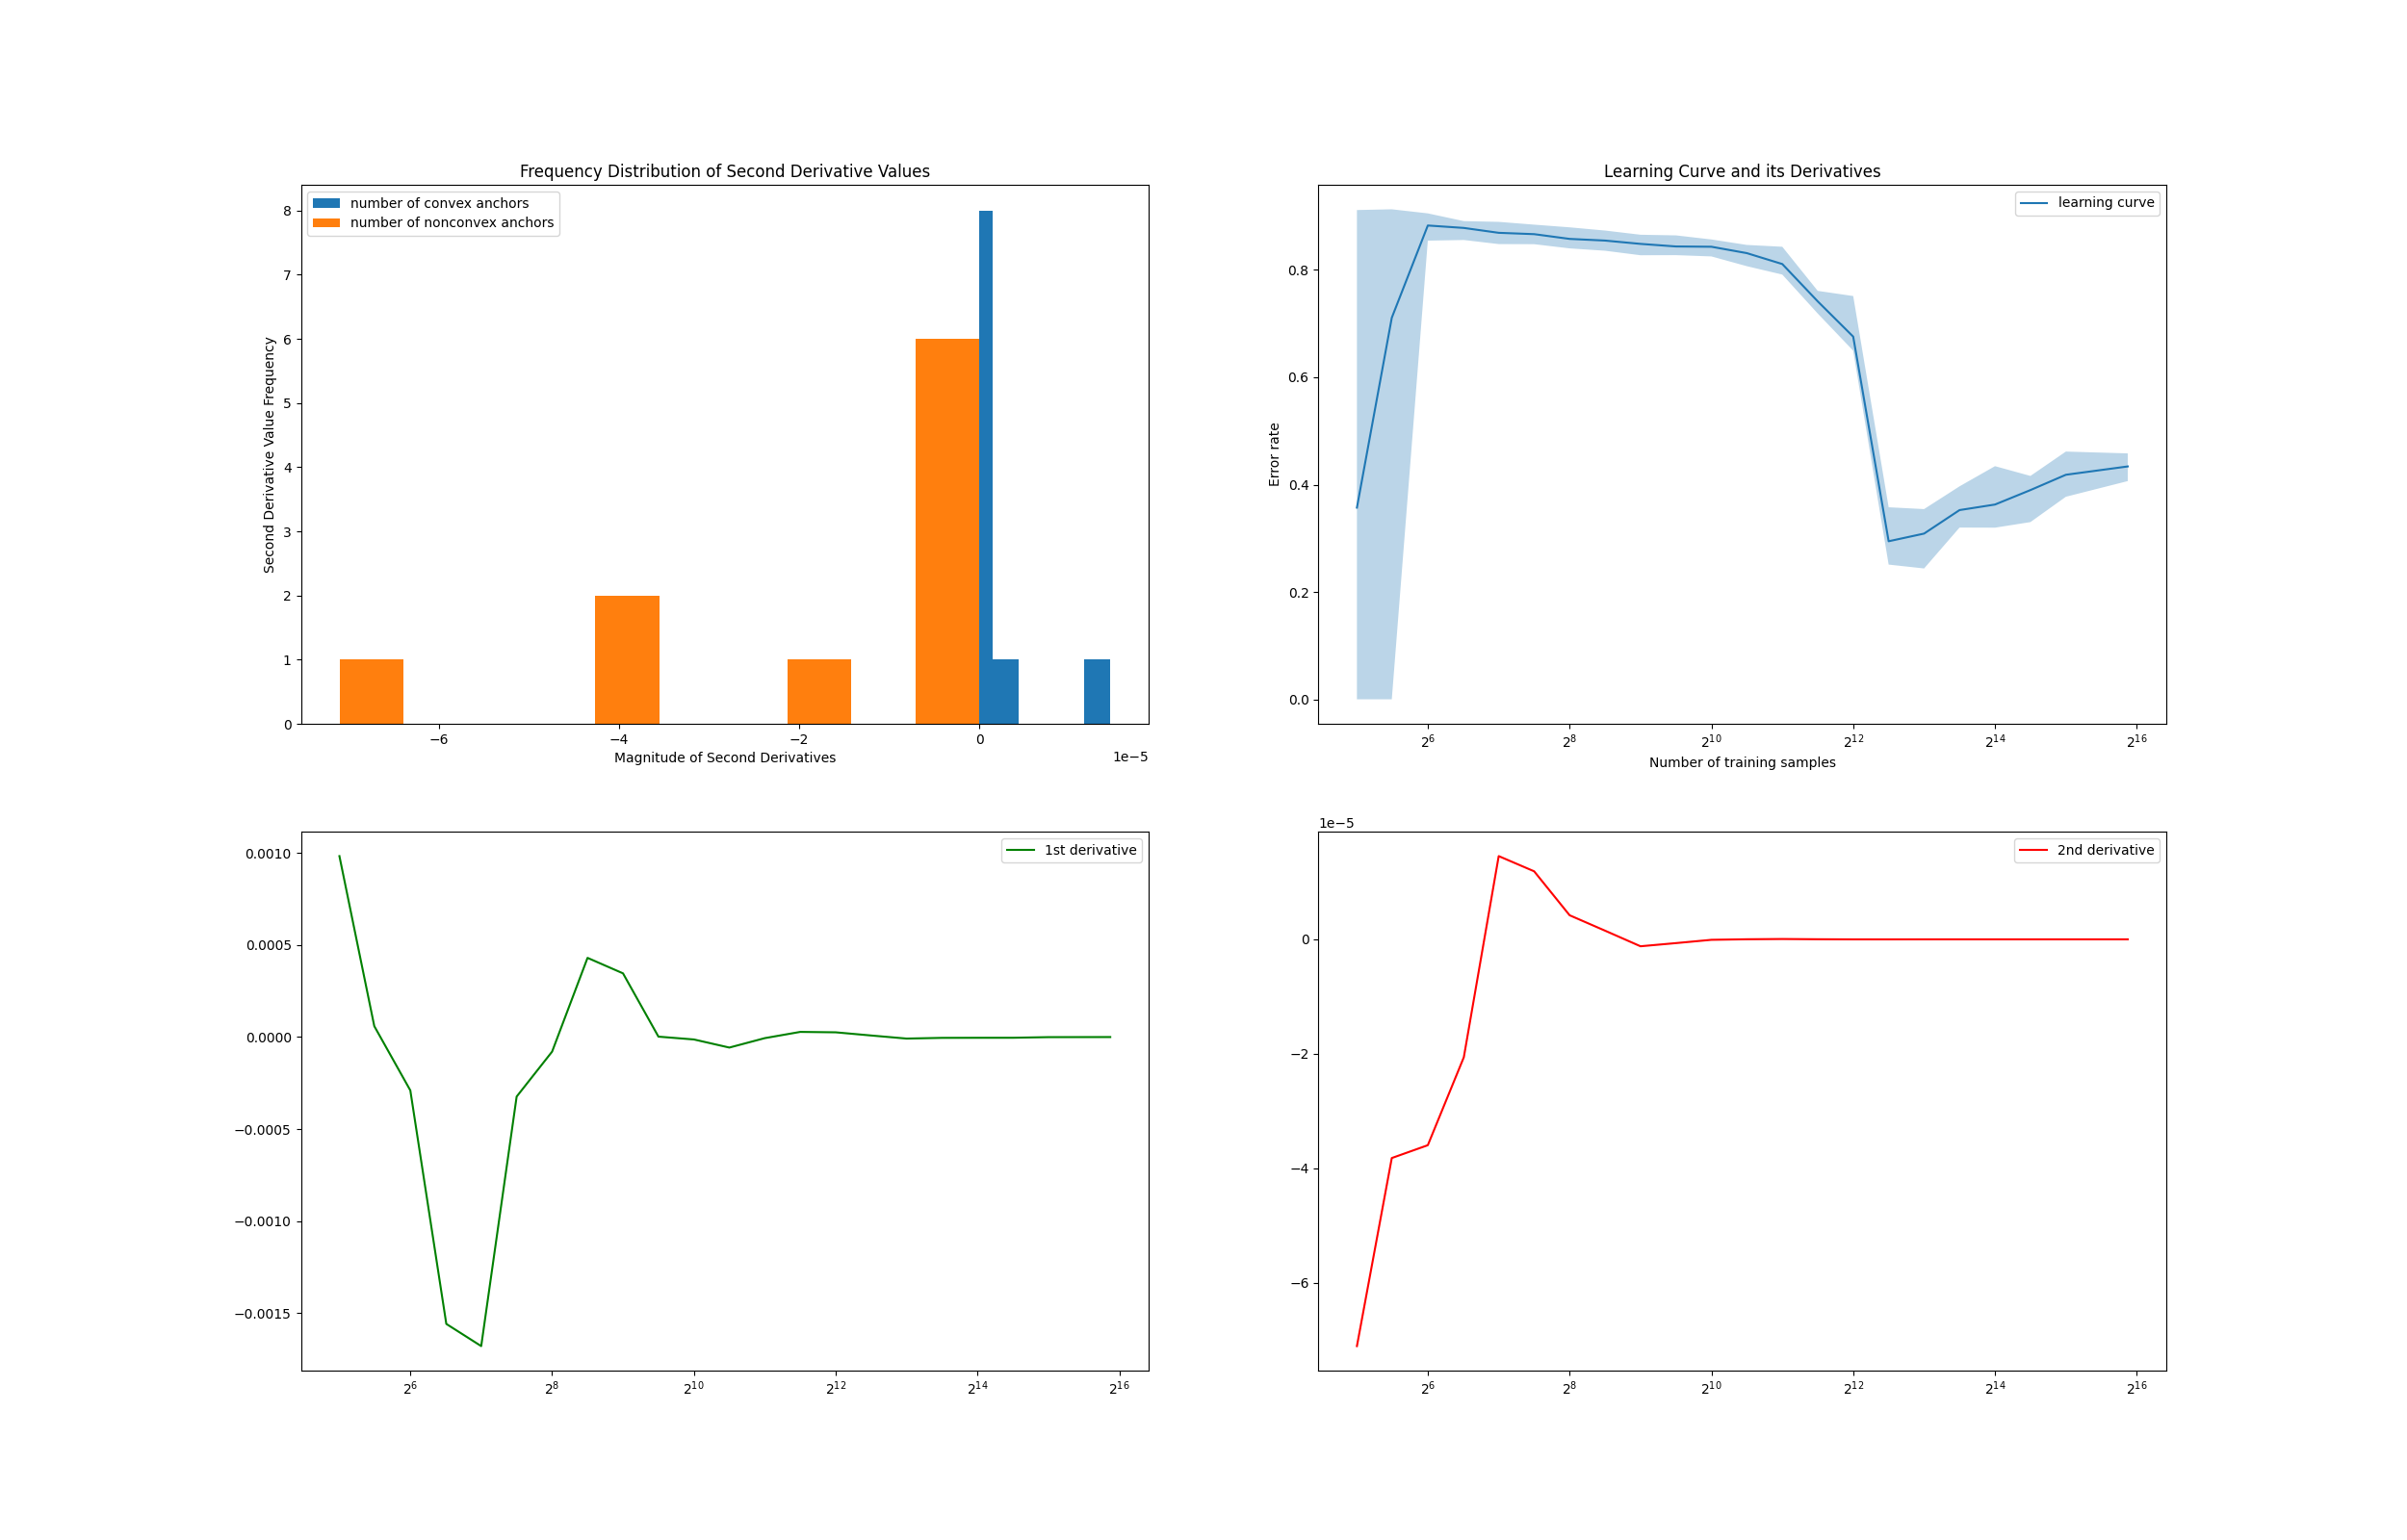 Frequency Distribution of Second Derivative Values
number of convex anchors
number of nonconvex anchors
Second Derivative Value Frequency
8
7
6
5
4
3
2
1
0
−6 −4 −2 0
1e−5
Magnitude of Second Derivatives
Learning Curve and its Derivatives
learning curve
Error rate
0.8
0.6
0.4
0.2
0.0
2^6 2^8 2^10 2^12 2^14 2^16
Number of training samples
1st derivative
0.0010
0.0005
0.0000
−0.0005
−0.0010
−0.0015
2^6 2^8 2^10 2^12 2^14 2^16
1e−5
2nd derivative
0
−2
−4
−6
2^6 2^8 2^10 2^12 2^14 2^16